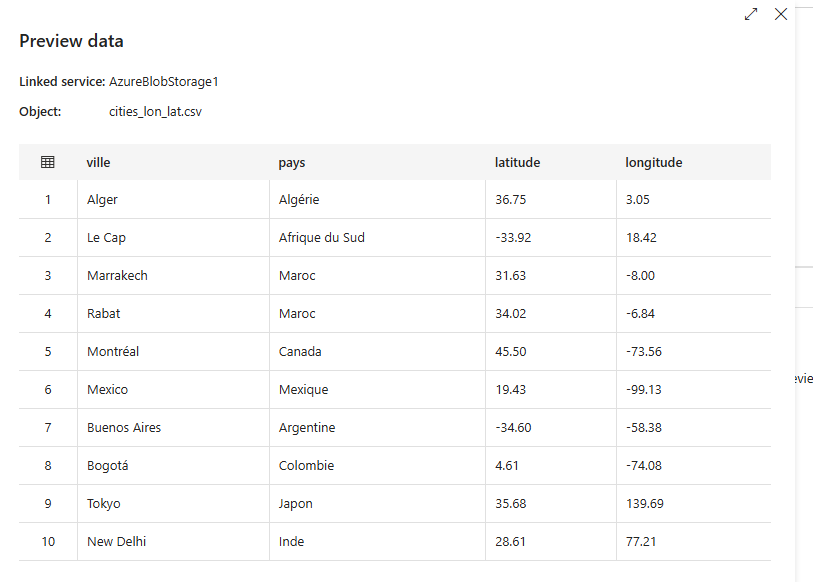 Preview data
Linked service: AzureBlobStorage1
Object: cities_lon_lat.csv
ville pays latitude longitude
1 Alger Algérie 36.75 3.05
2 Le Cap Afrique du Sud -33.92 18.42
3 Marrakech Maroc 31.63 -8.00
4 Rabat Maroc 34.02 -6.84
5 Montréal Canada 45.50 -73.56
6 Mexico Mexique 19.43 -99.13
7 Buenos Aires Argentine -34.60 -58.38
8 Bogotá Colombie 4.61 -74.08
9 Tokyo Japon 35.68 139.69
10 New Delhi Inde 28.61 77.21